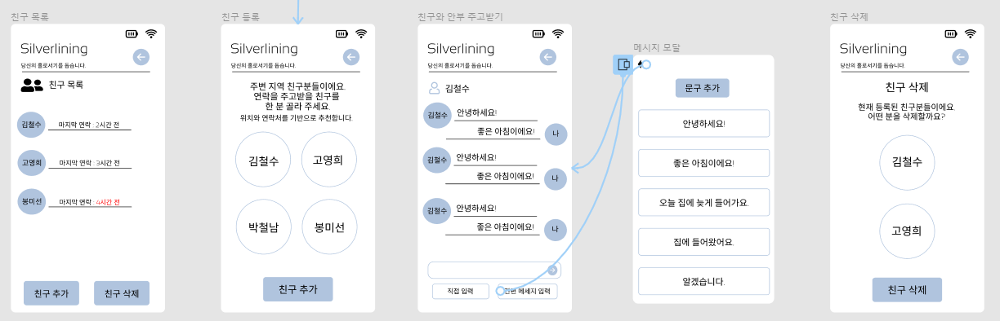 친구 목록
Silverlining
당신의 홀로서기를 돕습니다.
친구 목록
김철수
마지막 연락 : 2시간 전
고영희
마지막 연락 : 3시간 전
봉미선
마지막 연락 : 4시간 전
친구 추가
친구 삭제
친구 등록
Silverlining
당신의 홀로서기를 돕습니다.
주변 지역 친구분들이에요.
연락을 주고받을 친구를
한 분 골라 주세요.
위치와 연락처를 기반으로 추천합니다.
김철수
고영희
박철남
봉미선
친구 추가
친구와 안부 주고받기
Silverlining
당신의 홀로서기를 돕습니다.
김철수
김철수
안녕하세요!
좋은 아침이에요!
나
김철수
안녕하세요!
좋은 아침이에요!
나
김철수
안녕하세요!
좋은 아침이에요!
나
직접 입력
간편 메세지 입력
메시지 모달
문구 추가
안녕하세요!
좋은 아침이에요!
오늘 집에 늦게 들어가요.
집에 들어왔어요.
알겠습니다.
친구 삭제
Silverlining
당신의 홀로서기를 돕습니다.
친구 삭제
현재 등록된 친구분들이에요.
어떤 분을 삭제할까요?
김철수
고영희
친구 삭제